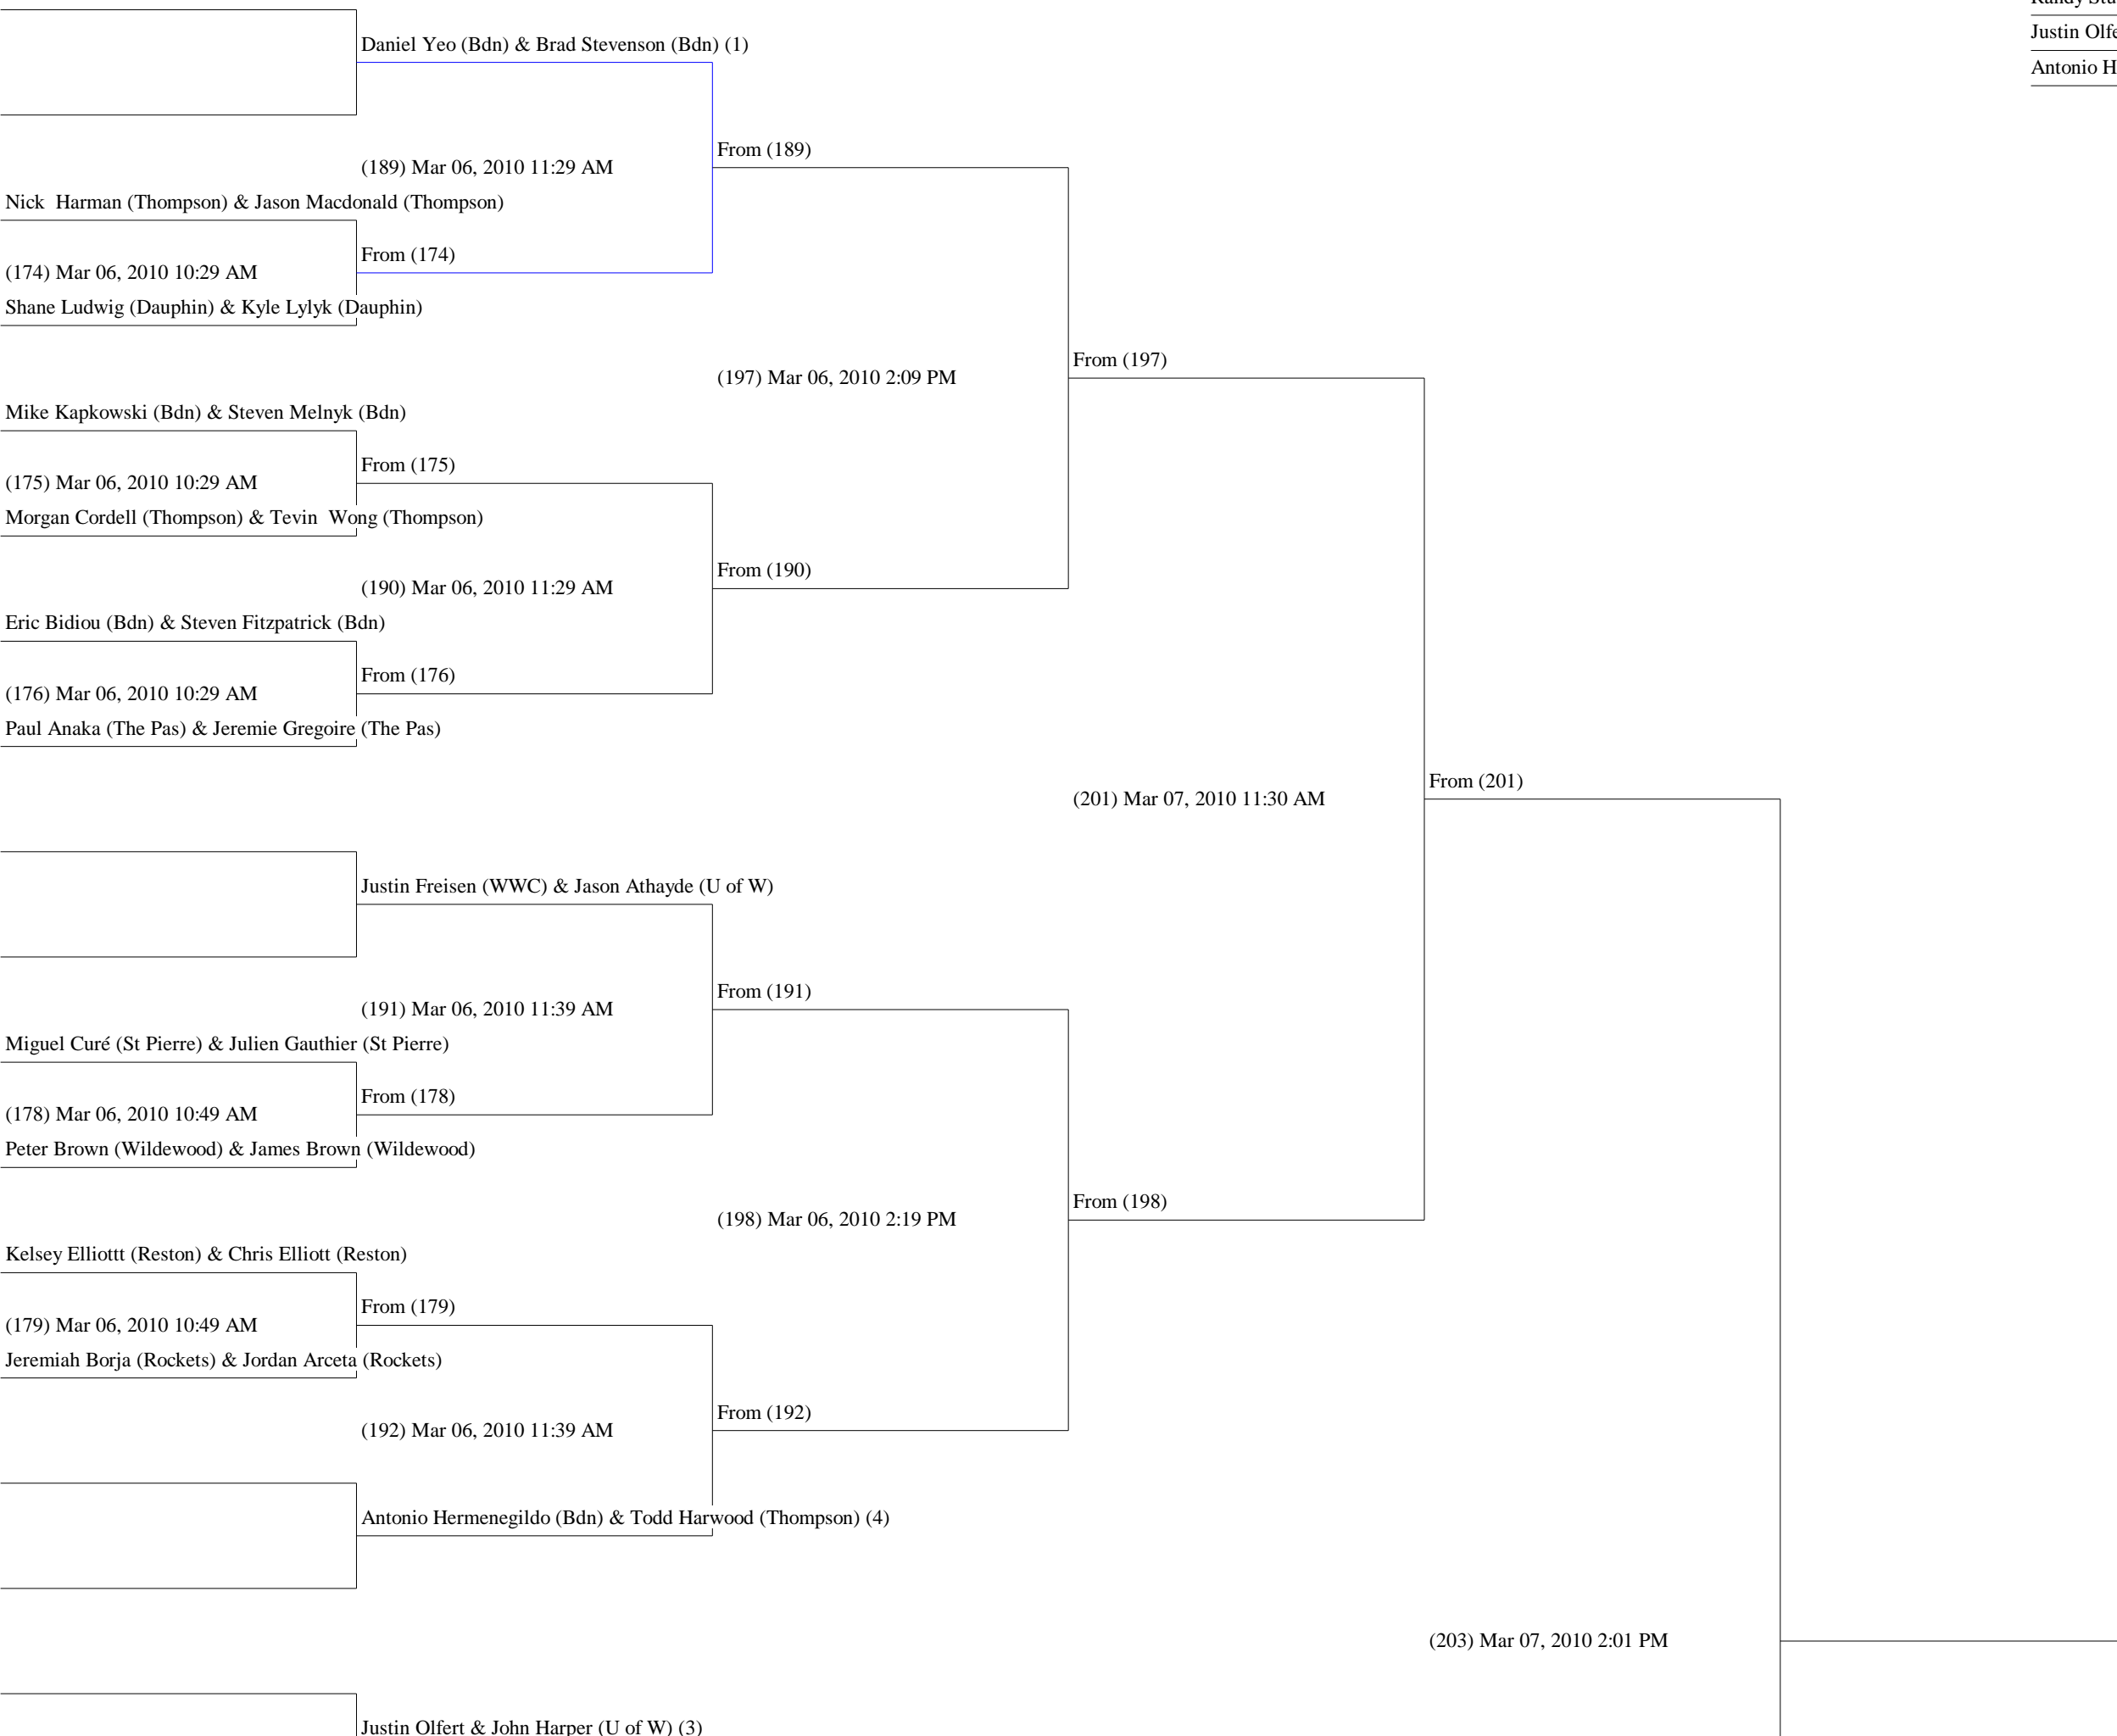 Justin
Antonio
Daniel Yeo (Bdn) & Brad Stevenson (Bdn) (1)
From (189)
(189) Mar 06, 2010 11:29 AM
Nick  Harman (Thompson) & Jason Macdonald (Thompson)
From (174)
(174) Mar 06, 2010 10:29 AM
Shane Ludwig (Dauphin) & Kyle Lylyk (Dauphin)
From (197)
(197) Mar 06, 2010 2:09 PM
Mike Kapkowski (Bdn) & Steven Melnyk (Bdn)
From (175)
(175) Mar 06, 2010 10:29 AM
Morgan Cordell (Thompson) & Tevin  Wong (Thompson)
From (190)
(190) Mar 06, 2010 11:29 AM
Eric Bidiou (Bdn) & Steven Fitzpatrick (Bdn)
From (176)
(176) Mar 06, 2010 10:29 AM
Paul Anaka (The Pas) & Jeremie Gregoire (The Pas)
From (201)
(201) Mar 07, 2010 11:30 AM
Justin Freisen (WWC) & Jason Athayde (U of W)
From (191)
(191) Mar 06, 2010 11:39 AM
Miguel Curé (St Pierre) & Julien Gauthier (St Pierre)
From (178)
(178) Mar 06, 2010 10:49 AM
Peter Brown (Wildewood) & James Brown (Wildewood)
From (198)
(198) Mar 06, 2010 2:19 PM
Kelsey Elliottt (Reston) & Chris Elliott (Reston)
From (179)
(179) Mar 06, 2010 10:49 AM
Jeremiah Borja (Rockets) & Jordan Arceta (Rockets)
From (192)
(192) Mar 06, 2010 11:39 AM
Antonio Hermenegildo (Bdn) & Todd Harwood (Thompson) (4)
(203) Mar 07, 2010 2:01 PM
Justin Olfert & John Harper (U of W) (3)